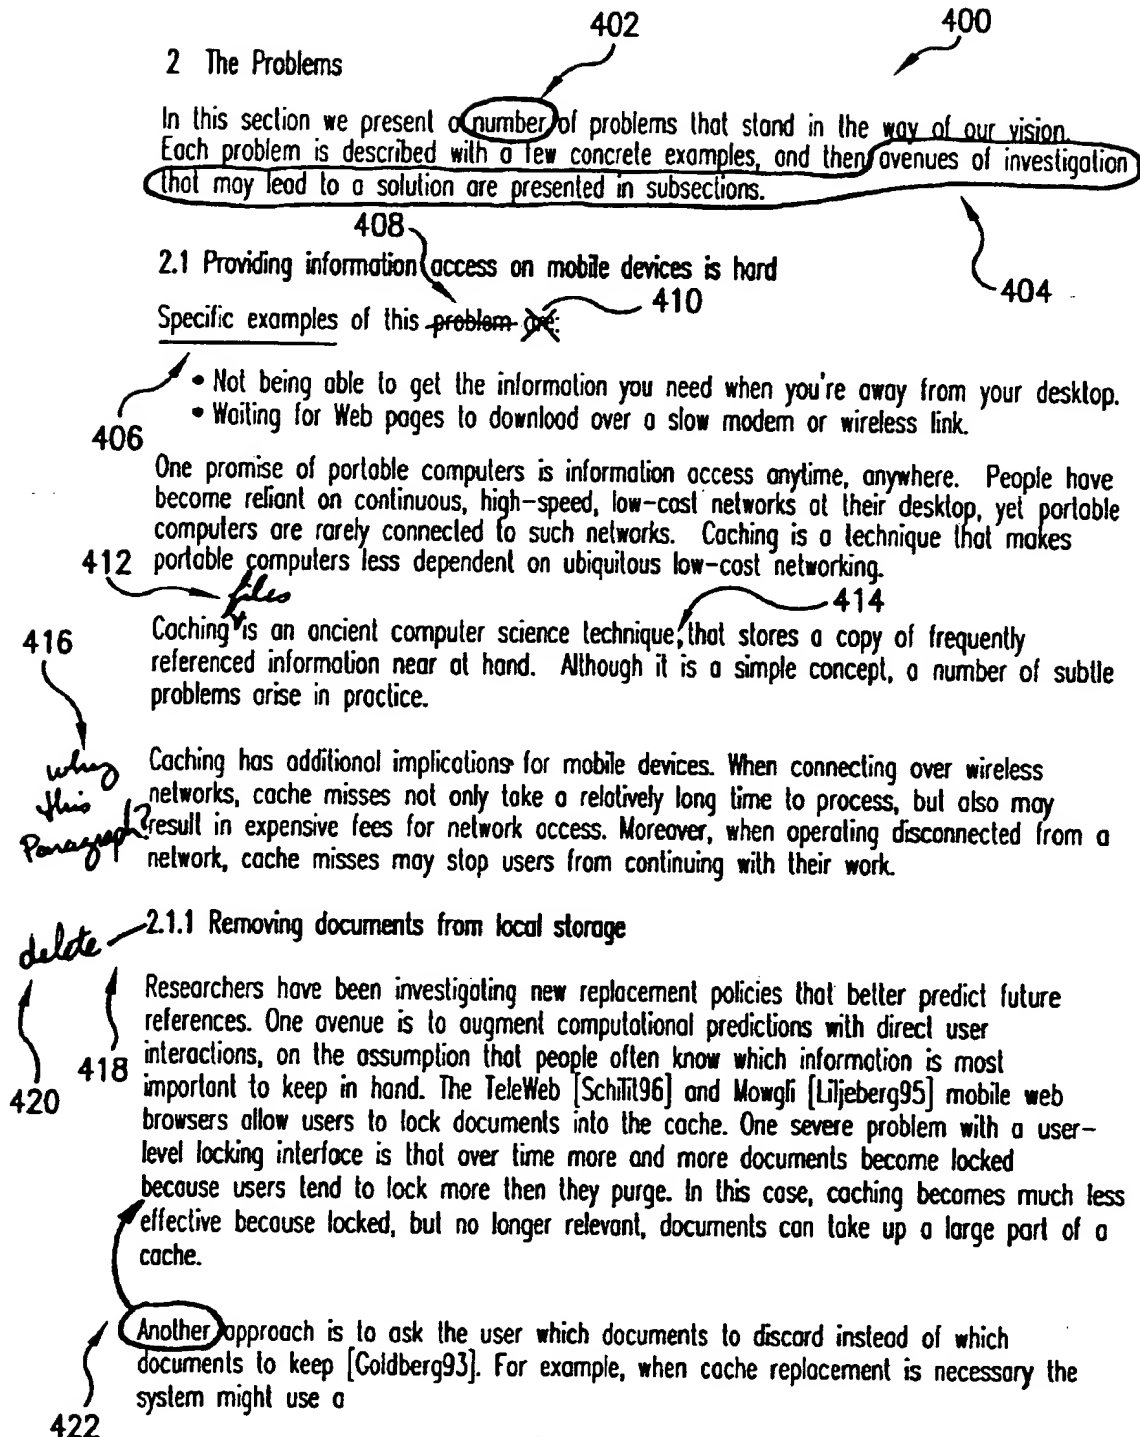 402
400
2 The Problems
In this section we present a number of problems that stand in the way of our vision.
Each problem is described with a few concrete examples, and then avenues of investigation
that may lead to a solution are presented in subsections.
408
404
2.1 Providing information access on mobile devices is hard
410
Specific examples of this problem are:
• Not being able to get the information you need when you're away from your desktop.
• Waiting for Web pages to download over a slow modem or wireless link.
406
One promise of portable computers is information access anytime, anywhere. People have
become reliant on continuous, high-speed, low-cost networks at their desktop, yet portable
computers are rarely connected to such networks. Caching is a technique that makes
412 portable computers less dependent on ubiquitous low-cost networking.
files
414
Caching is an ancient computer science technique, that stores a copy of frequently
416
referenced information near at hand. Although it is a simple concept, a number of subtle
problems arise in practice.
why
this
Paragraph?
Caching has additional implications for mobile devices. When connecting over wireless
networks, cache misses not only take a relatively long time to process, but also may
result in expensive fees for network access. Moreover, when operating disconnected from a
network, cache misses may stop users from continuing with their work.
delete
2.1.1 Removing documents from local storage
Researchers have been investigating new replacement policies that better predict future
references. One avenue is to augment computational predictions with direct user
interactions, on the assumption that people often know which information is most
418
important to keep in hand. The TeleWeb [Schilit96] and Mowgli [Liljeberg95] mobile web
420
browsers allow users to lock documents into the cache. One severe problem with a user-
level locking interface is that over time more and more documents become locked
because users tend to lock more then they purge. In this case, caching becomes much less
effective because locked, but no longer relevant, documents can take up a large part of a
cache.
Another approach is to ask the user which documents to discard instead of which
documents to keep [Goldberg93]. For example, when cache replacement is necessary the
system might use a
422